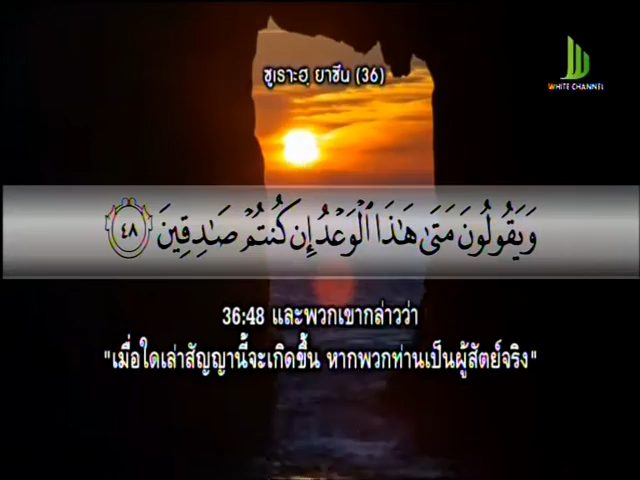 ซูเราะฮฺ ยาซีน (36)
WHITE CHANNEL
وَيَقُولُونَ مَتَىٰ هَٰذَا ٱلْوَعْدُ إِن كُنتُمْ صَٰدِقِينَ ٤٨
36:48 และพวกเขากล่าวว่า
"เมื่อใดเล่าสัญญานี้จะเกิดขึ้น หากพวกท่านเป็นผู้สัตย์จริง"